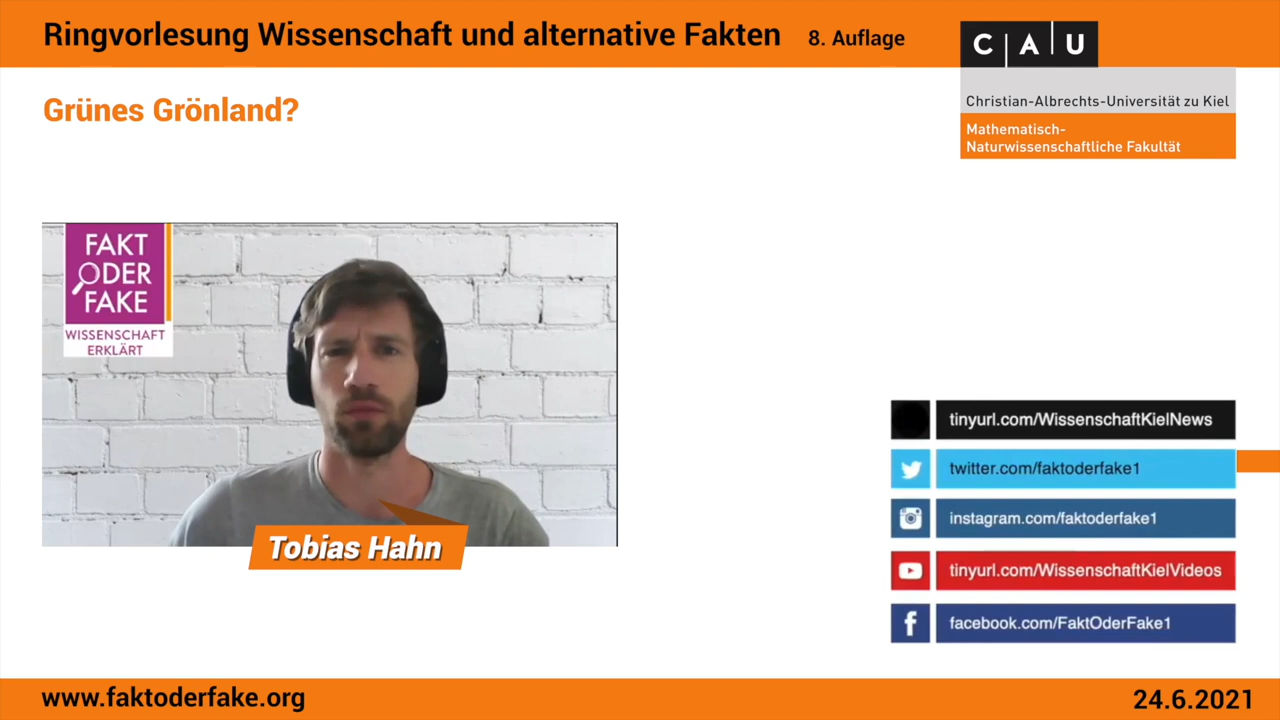 Ringvorlesung Wissenschaft und alternative Fakten 8. Auflage
C A U
Christian-Albrechts-Universität zu Kiel
Mathematisch-
Naturwissenschaftliche Fakultät
Grünes Grönland?
FAKT
ODER
FAKE
WISSENSCHAFT
ERKLÄRT
Tobias Hahn
tinyurl.com/WissenschaftKielNews
twitter.com/faktoderfake1
instagram.com/faktoderfake1
tinyurl.com/WissenschaftKielVideos
facebook.com/FaktOderFake1
www.faktoderfake.org
24.6.2021